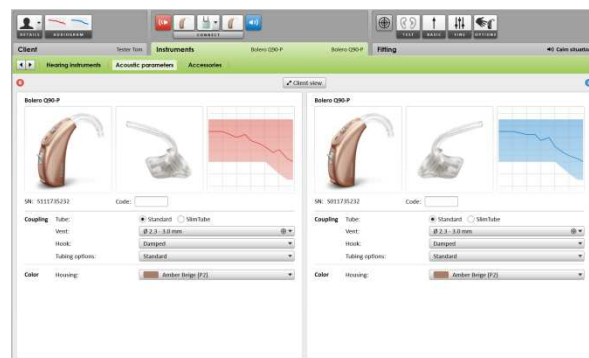 DETAILS AUDIOGRAM CONNECT TEST BASIC FINE OPTIONS
Client Tester Tom Instruments Bolero Q90-P Bolero Q90-P Fitting Calm situation
Hearing instruments Acoustic parameters Accessories
Client view
Bolero Q90-P Bolero Q90-P
SN: Code: SN: Code:
Coupling Tube: Standard SlimTube Coupling Tube: Standard SlimTube
Vent: Ø 2.3 - 3.0 mm Vent: Ø 2.3 - 3.0 mm
Hook: Damped Hook: Damped
Tubing options: Standard Tubing options: Standard
Color Housing: Amber Beige (P2) Color Housing: Amber Beige (P2)